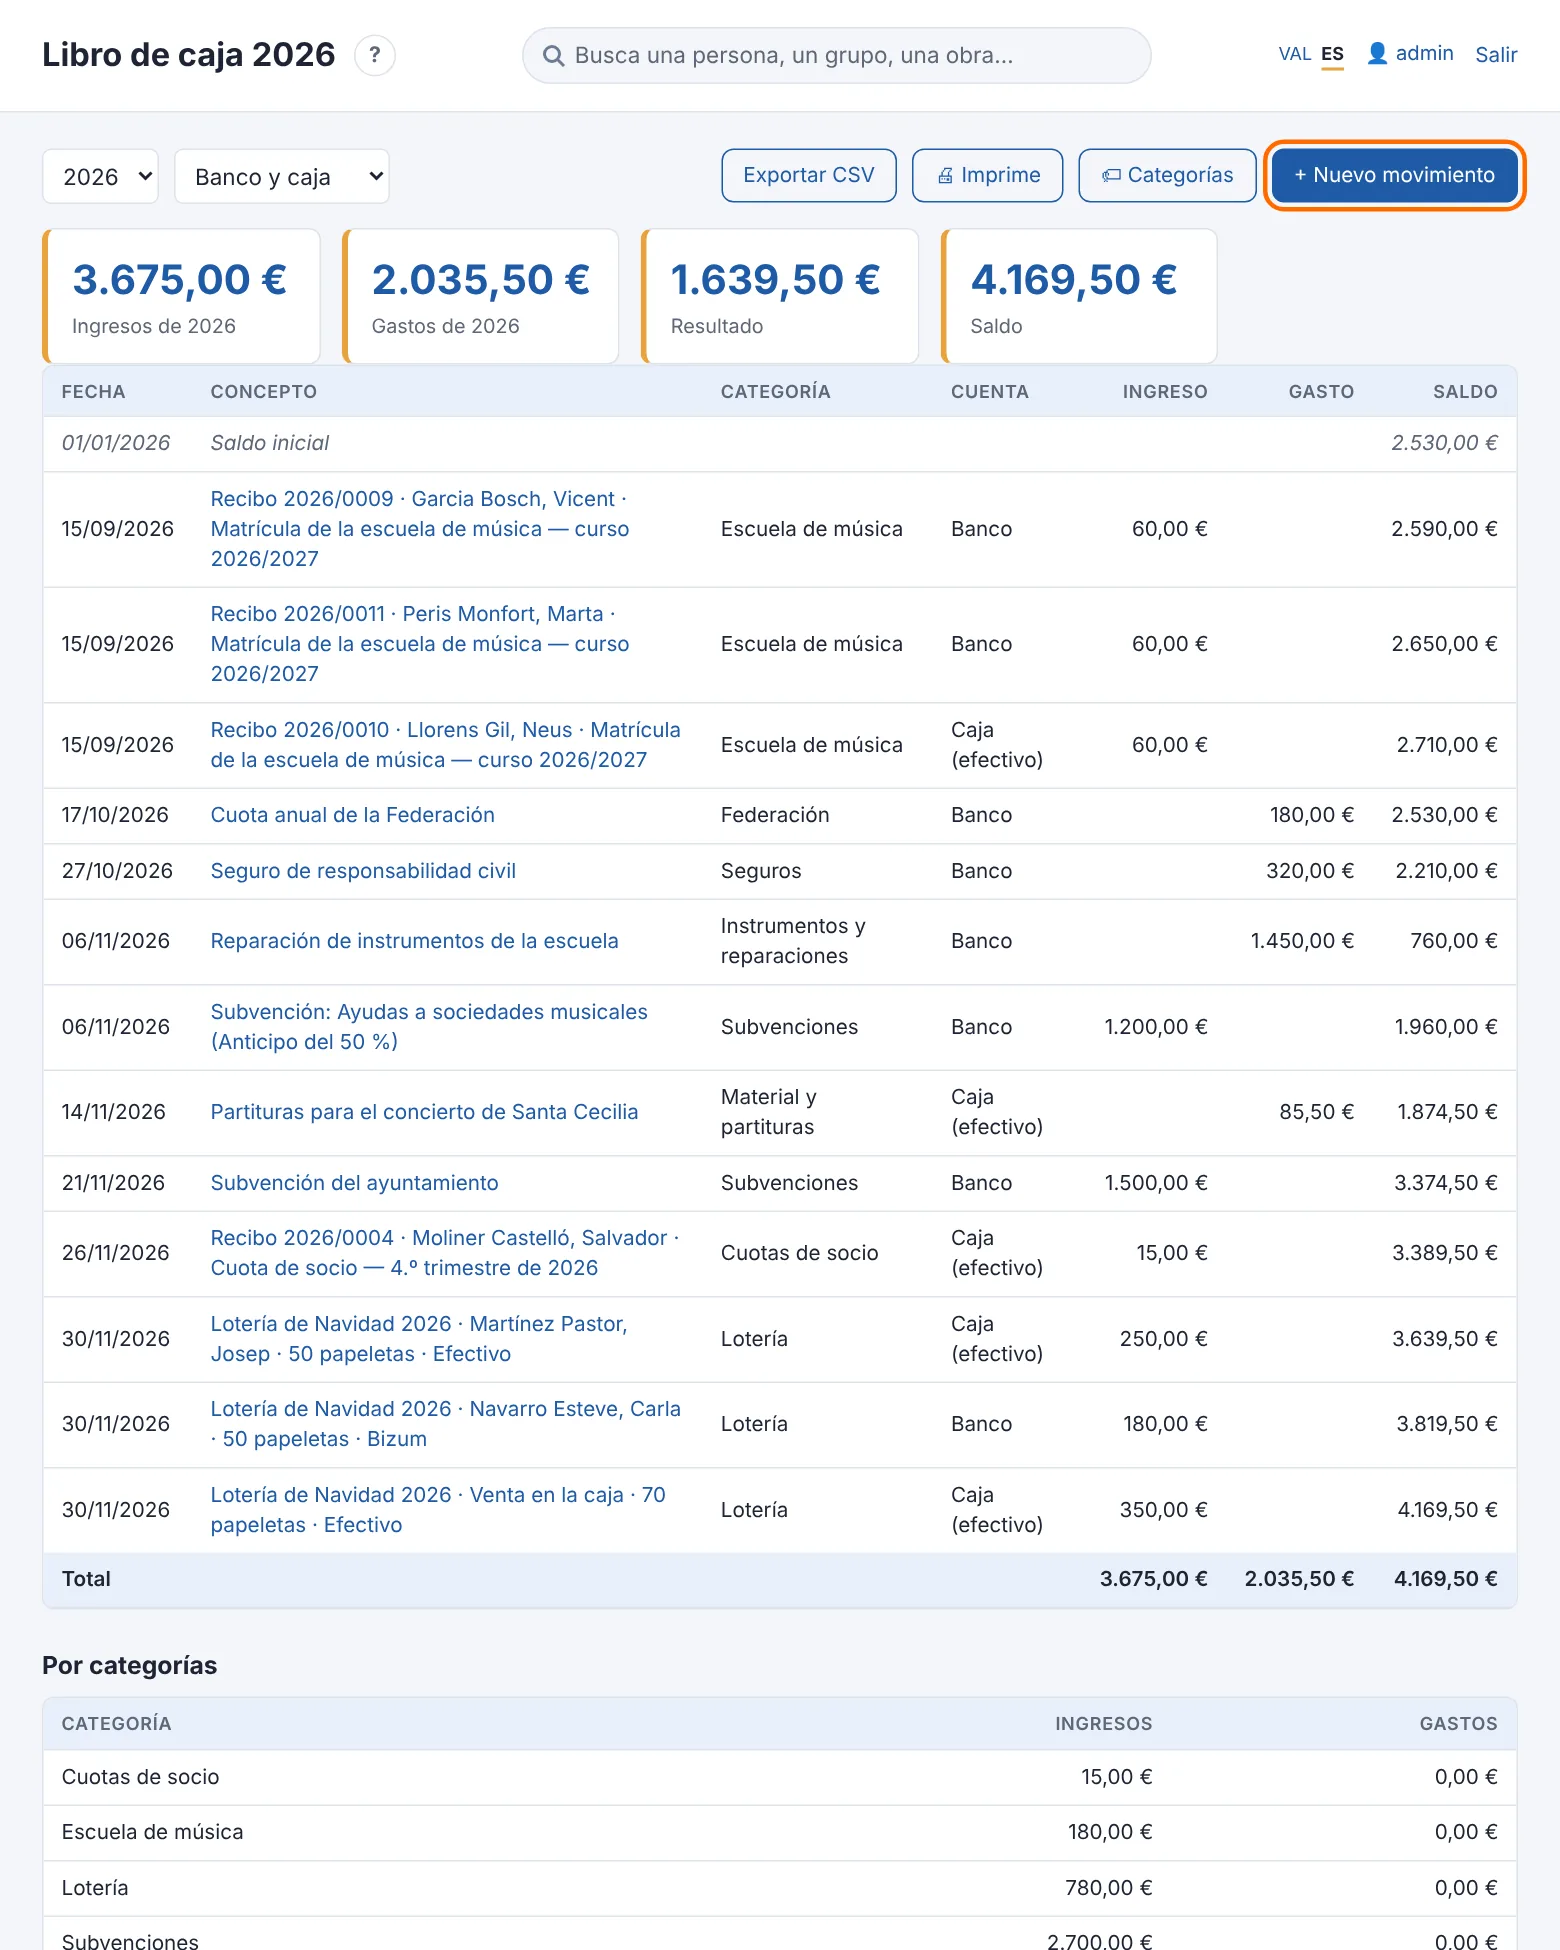 Libro de caja 2026 ?
Busca una persona, un grupo, una obra...
VAL ES admin Salir
2026 Banco y caja
Exportar CSV Imprime Categorías + Nuevo movimiento
3.675,00 € 2.035,50 € 1.639,50 € 4.169,50 €
Ingresos de 2026 Gastos de 2026 Resultado Saldo
FECHA CONCEPTO CATEGORÍA CUENTA INGRESO GASTO SALDO
01/01/2026 Saldo inicial 2.530,00 €
Recibo 2026/0009 · Garcia Bosch, Vicent ·
15/09/2026 Matrícula de la escuela de música — curso Escuela de música Banco 60,00 € 2.590,00 €
2026/2027
Recibo 2026/0011 · Peris Monfort, Marta ·
15/09/2026 Matrícula de la escuela de música — curso Escuela de música Banco 60,00 € 2.650,00 €
2026/2027
Recibo 2026/0010 · Llorens Gil, Neus · Matrícula Caja
15/09/2026 Escuela de música 60,00 € 2.710,00 €
de la escuela de música — curso 2026/2027 (efectivo)
17/10/2026 Cuota anual de la Federación Federación Banco 180,00 € 2.530,00 €
27/10/2026 Seguro de responsabilidad civil Seguros Banco 320,00 € 2.210,00 €
Instrumentos y
06/11/2026 Reparación de instrumentos de la escuela Banco 1.450,00 € 760,00 €
reparaciones
Subvención: Ayudas a sociedades musicales
06/11/2026 Subvenciones Banco 1.200,00 € 1.960,00 €
(Anticipo del 50 %)
Material y Caja
14/11/2026 Partituras para el concierto de Santa Cecilia 85,50 € 1.874,50 €
partituras (efectivo)
21/11/2026 Subvención del ayuntamiento Subvenciones Banco 1.500,00 € 3.374,50 €
Recibo 2026/0004 · Moliner Castelló, Salvador · Caja
26/11/2026 Cuotas de socio 15,00 € 3.389,50 €
Cuota de socio — 4.º trimestre de 2026 (efectivo)
Lotería de Navidad 2026 · Martínez Pastor, Caja
30/11/2026 Lotería 250,00 € 3.639,50 €
Josep · 50 papeletas · Efectivo (efectivo)
Lotería de Navidad 2026 · Navarro Esteve, Carla
30/11/2026 Lotería Banco 180,00 € 3.819,50 €
· 50 papeletas · Bizum
Lotería de Navidad 2026 · Venta en la caja · 70 Caja
30/11/2026 Lotería 350,00 € 4.169,50 €
papeletas · Efectivo (efectivo)
Total 3.675,00 € 2.035,50 € 4.169,50 €
Por categorías
CATEGORÍA INGRESOS GASTOS
Cuotas de socio 15,00 € 0,00 €
Escuela de música 180,00 € 0,00 €
Lotería 780,00 € 0,00 €
Subvenciones 2.700,00 € 0,00 €